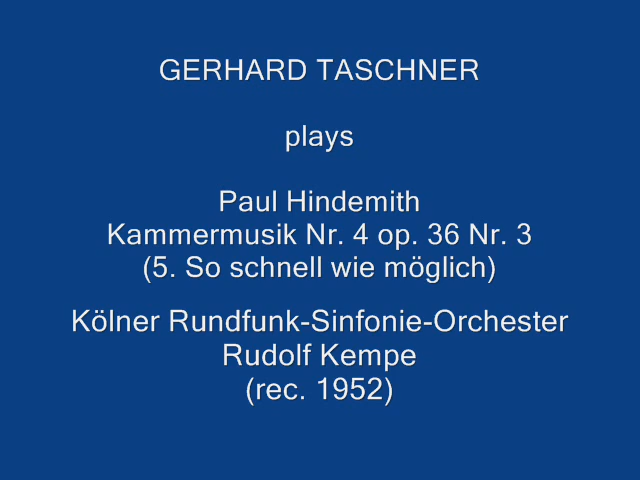 GERHARD TASCHNER
plays
Paul Hindemith
Kammermusik Nr. 4 op. 36 Nr. 3
(5. So schnell wie möglich)
Kölner Rundfunk-Sinfonie-Orchester
Rudolf Kempe
(rec. 1952)